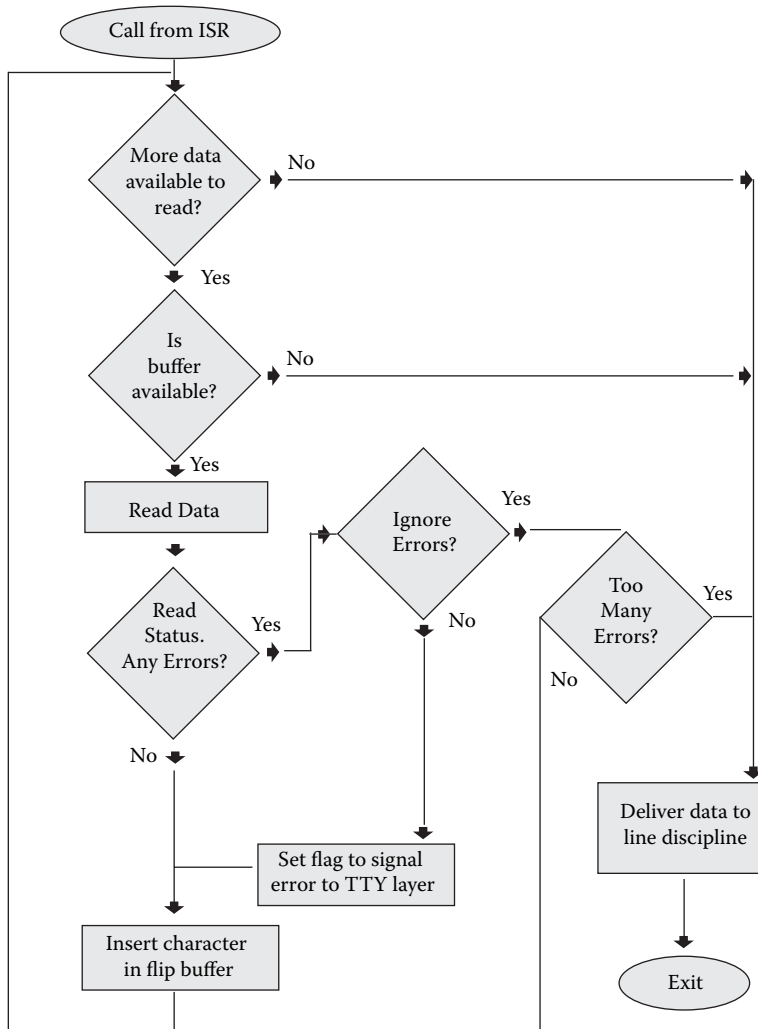 Call from ISR
More data
available to
read?
No
Yes
Is
buffer
available?
No
Yes
Read Data
Ignore
Errors?
Yes
No
Read
Status.
Any Errors?
Yes
No
Too
Many
Errors?
Yes
No
Set flag to signal
error to TTY layer
Deliver data to
line discipline
Insert character
in flip buffer
Exit